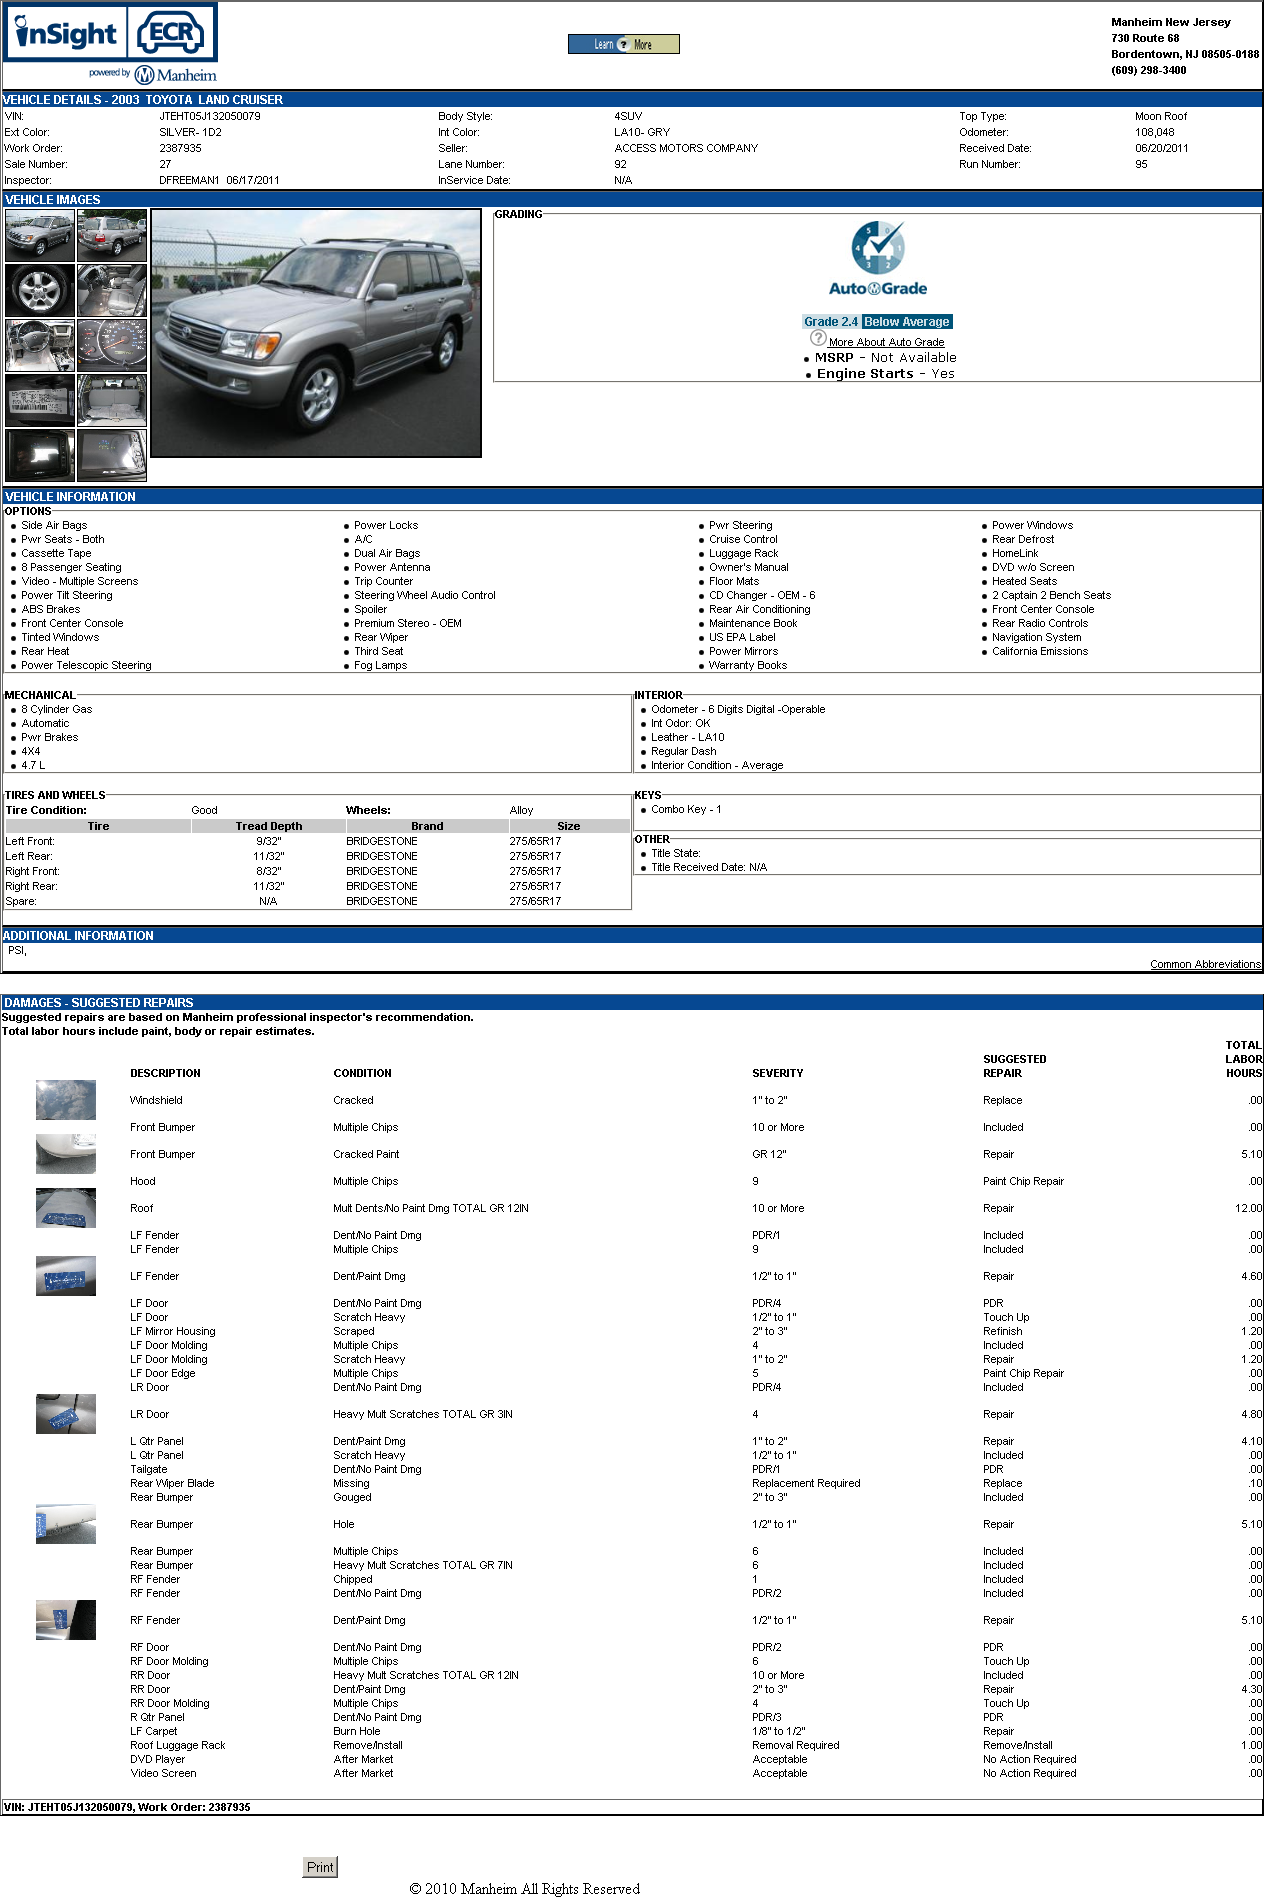 inSight ECR
powered by Manheim
Learn ? More
Manheim New Jersey
730 Route 68
Bordentown, NJ 08505-0188
(609) 298-3400
VEHICLE DETAILS - 2003 TOYOTA LAND CRUISER
VIN: JTEHT05J132050079 Body Style: 4SUV Top Type: Moon Roof
Ext Color: SILVER- 1D2 Int Color: LA10- GRY Odometer: 108,048
Work Order: 2387935 Seller: ACCESS MOTORS COMPANY Received Date: 06/20/2011
Sale Number: 27 Lane Number: 92 Run Number: 95
Inspector: DFREEMAN1 06/17/2011 InService Date: N/A
VEHICLE IMAGES
GRADING
5 0 4 1 3 2
AutoGrade
Grade 2.4 Below Average
? More About Auto Grade
MSRP - Not Available
Engine Starts - Yes
VEHICLE INFORMATION
OPTIONS
Side Air Bags Power Locks Pwr Steering Power Windows
Pwr Seats - Both A/C Cruise Control Rear Defrost
Cassette Tape Dual Air Bags Luggage Rack HomeLink
8 Passenger Seating Power Antenna Owner's Manual DVD w/o Screen
Video - Multiple Screens Trip Counter Floor Mats Heated Seats
Power Tilt Steering Steering Wheel Audio Control CD Changer - OEM - 6 2 Captain 2 Bench Seats
ABS Brakes Spoiler Rear Air Conditioning Front Center Console
Front Center Console Premium Stereo - OEM Maintenance Book Rear Radio Controls
Tinted Windows Rear Wiper US EPA Label Navigation System
Rear Heat Third Seat Power Mirrors California Emissions
Power Telescopic Steering Fog Lamps Warranty Books
MECHANICAL
8 Cylinder Gas
Automatic
Pwr Brakes
4X4
4.7 L
INTERIOR
Odometer - 6 Digits Digital -Operable
Int Odor: OK
Leather - LA10
Regular Dash
Interior Condition - Average
TIRES AND WHEELS
Tire Condition: Good Wheels: Alloy
Tire Tread Depth Brand Size
Left Front: 9/32" BRIDGESTONE 275/65R17
Left Rear: 11/32" BRIDGESTONE 275/65R17
Right Front: 8/32" BRIDGESTONE 275/65R17
Right Rear: 11/32" BRIDGESTONE 275/65R17
Spare: N/A BRIDGESTONE 275/65R17
KEYS
Combo Key - 1
OTHER
Title State:
Title Received Date: N/A
ADDITIONAL INFORMATION
PSI,
Common Abbreviations
DAMAGES - SUGGESTED REPAIRS
Suggested repairs are based on Manheim professional inspector's recommendation.
Total labor hours include paint, body or repair estimates.
DESCRIPTION CONDITION SEVERITY SUGGESTED REPAIR TOTAL LABOR HOURS
Windshield Cracked 1" to 2" Replace .00
Front Bumper Multiple Chips 10 or More Included .00
Front Bumper Cracked Paint GR 12" Repair 5.10
Hood Multiple Chips 9 Paint Chip Repair .00
Roof Mult Dents/No Paint Dmg TOTAL GR 12IN 10 or More Repair 12.00
LF Fender Dent/No Paint Dmg PDR/1 Included .00
LF Fender Multiple Chips 9 Included .00
LF Fender Dent/Paint Dmg 1/2" to 1" Repair 4.60
LF Door Dent/No Paint Dmg PDR/4 PDR .00
LF Door Scratch Heavy 1/2" to 1" Touch Up .00
LF Mirror Housing Scraped 2" to 3" Refinish 1.20
LF Door Molding Multiple Chips 4 Included .00
LF Door Molding Scratch Heavy 1" to 2" Repair 1.20
LF Door Edge Multiple Chips 5 Paint Chip Repair .00
LR Door Dent/No Paint Dmg PDR/4 Included .00
LR Door Heavy Mult Scratches TOTAL GR 3IN 4 Repair 4.80
L Qtr Panel Dent/Paint Dmg 1" to 2" Repair 4.10
L Qtr Panel Scratch Heavy 1/2" to 1" Included .00
Tailgate Dent/No Paint Dmg PDR/1 PDR .00
Rear Wiper Blade Missing Replacement Required Replace .10
Rear Bumper Gouged 2" to 3" Included .00
Rear Bumper Hole 1/2" to 1" Repair 5.10
Rear Bumper Multiple Chips 6 Included .00
Rear Bumper Heavy Mult Scratches TOTAL GR 7IN 6 Included .00
RF Fender Chipped 1 Included .00
RF Fender Dent/No Paint Dmg PDR/2 Included .00
RF Fender Dent/Paint Dmg 1/2" to 1" Repair 5.10
RF Door Dent/No Paint Dmg PDR/2 PDR .00
RF Door Molding Multiple Chips 6 Touch Up .00
RR Door Heavy Mult Scratches TOTAL GR 12IN 10 or More Included .00
RR Door Dent/Paint Dmg 2" to 3" Repair 4.30
RR Door Molding Multiple Chips 4 Touch Up .00
R Qtr Panel Dent/No Paint Dmg PDR/3 PDR .00
LF Carpet Burn Hole 1/8" to 1/2" Repair .00
Roof Luggage Rack Remove/Install Removal Required Remove/Install 1.00
DVD Player After Market Acceptable No Action Required .00
Video Screen After Market Acceptable No Action Required .00
VIN: JTEHT05J132050079, Work Order: 2387935
Print
© 2010 Manheim All Rights Reserved